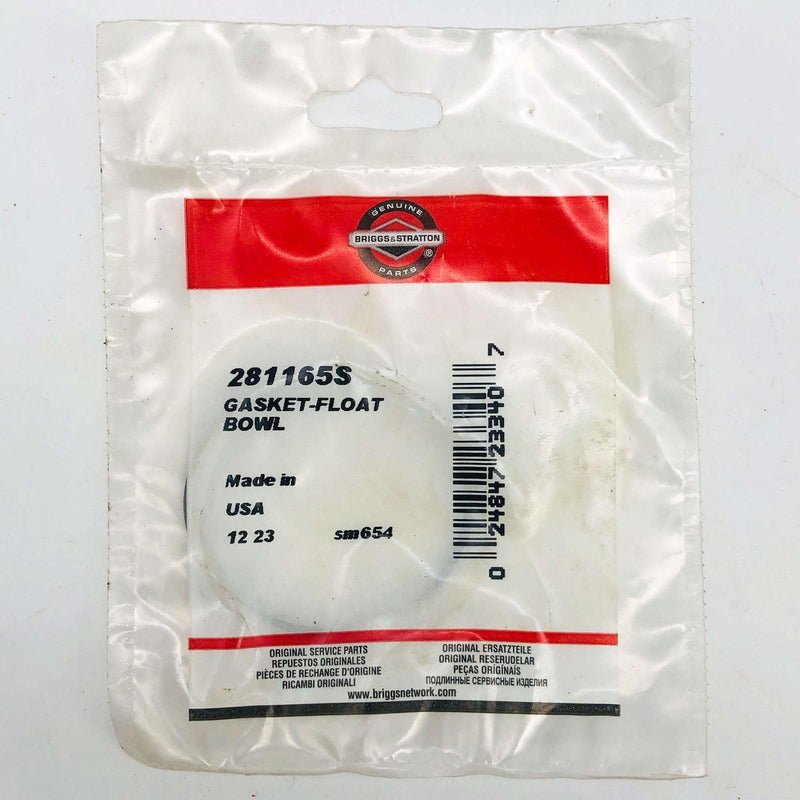 GENUINE
BRIGGS&STRATTON
®
PARTS
281165S
GASKET-FLOAT
BOWL
Made in
USA
12 23 sm654
0 24847 23340 7
ORIGINAL SERVICE PARTS
REPUESTOS ORIGINALES
PIÈCES DE RECHANGE D'ORIGINE
RICAMBI ORIGINALI
ORIGINAL ERSATZTEILE
ORIGINAL RESERUDELAR
PEÇAS ORIGINAIS
ПОДЛИННЫЕ СЕРВИСНЫЕ ИЗДЕЛИЯ
www.briggsnetwork.com